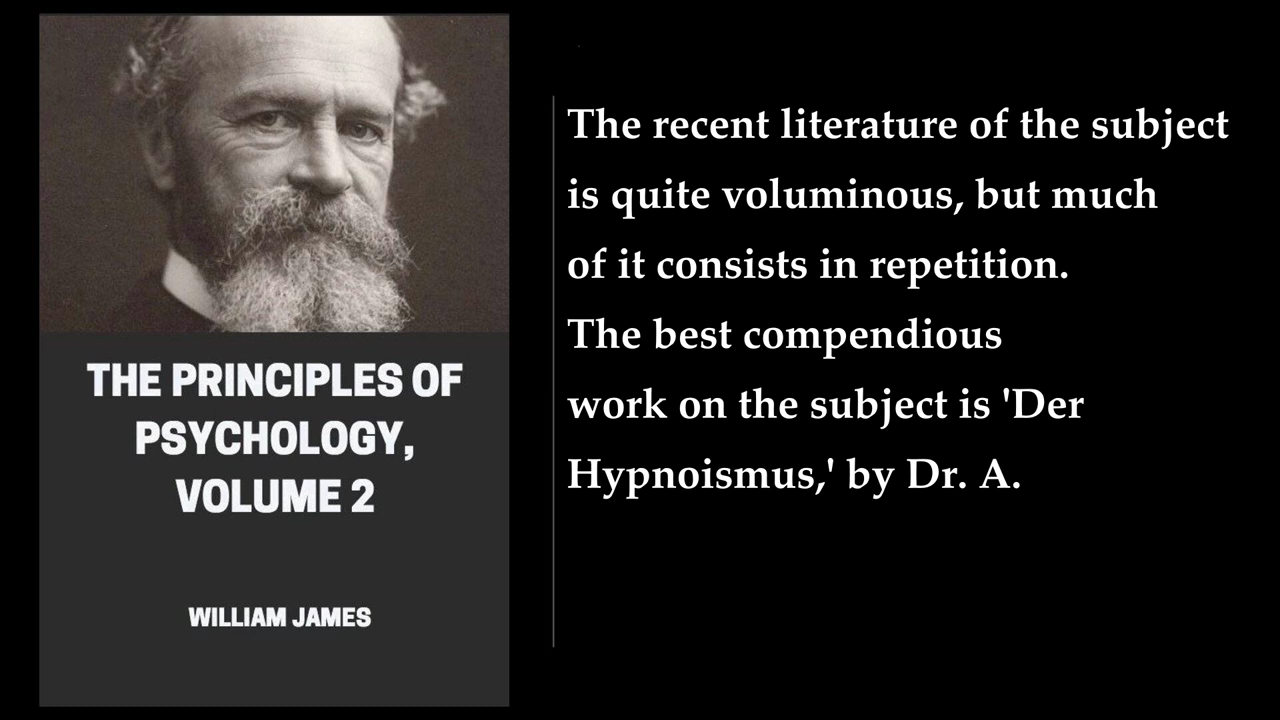 THE PRINCIPLES OF
PSYCHOLOGY,
VOLUME 2
WILLIAM JAMES
The recent literature of the subject
is quite voluminous, but much
of it consists in repetition.
The best compendious
work on the subject is 'Der
Hypnoismus,' by Dr. A.